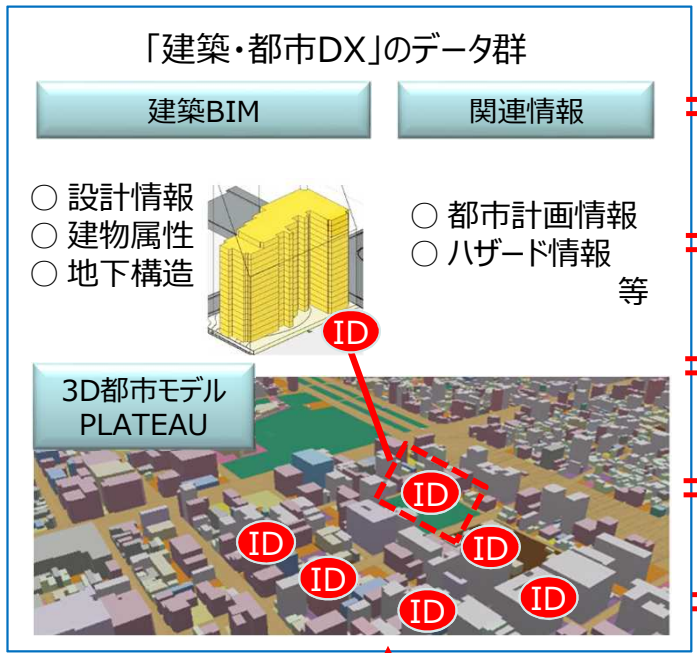 「建築・都市DX」のデータ群
建築BIM
関連情報
○ 設計情報
○ 建物属性
○ 地下構造
○ 都市計画情報
○ ハザード情報
等
ID
3D都市モデル
PLATEAU
ID
ID
ID
ID
ID
ID